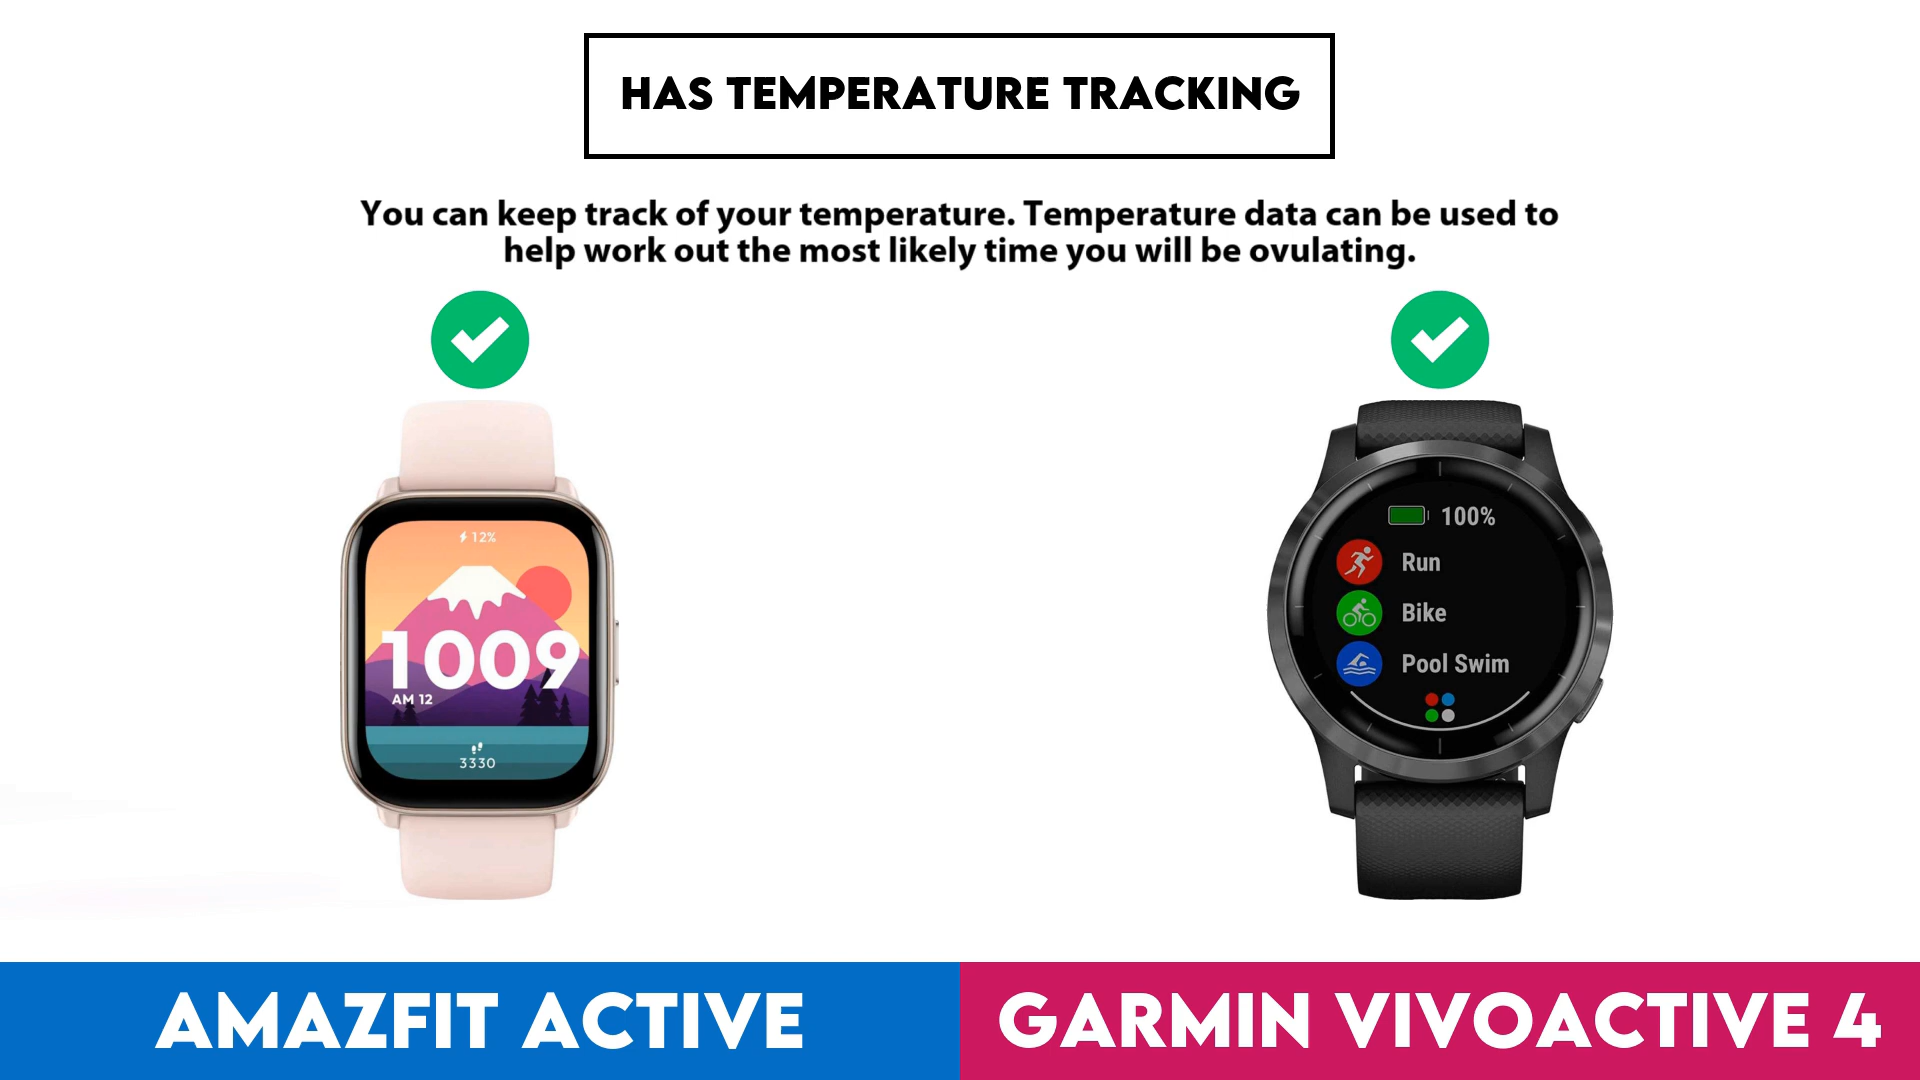 HAS TEMPERATURE TRACKING
You can keep track of your temperature. Temperature data can be used to
help work out the most likely time you will be ovulating.
12%
1009
AM 12
3330
100%
Run
Bike
Pool Swim
AMAZFIT ACTIVE
GARMIN VIVOACTIVE 4